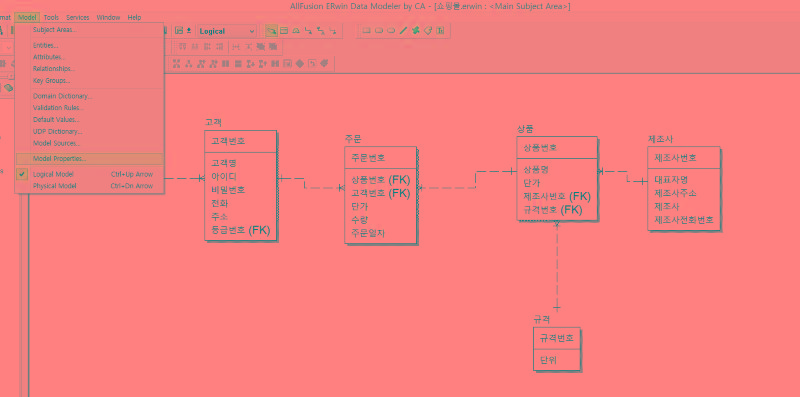 AllFusion ERwin Data Modeler by CA - [쇼핑몰.erwin : <Main Subject Area>]
mat Model Tools Services Window Help
Subject Areas...
Logical
Entities...
Attributes...
Relationships...
Key Groups...
Domain Dictionary...
Validation Rules...
Default Values...
UDP Dictionary...
Model Sources...
Model Properties...
Logical Model Ctrl+Up Arrow
Physical Model Ctrl+Dn Arrow
고객
고객번호
고객명
아이디
비밀번호
전화
주소
등급번호 (FK)
주문
주문번호
상품번호 (FK)
고객번호 (FK)
단가
수량
주문일자
상품
상품번호
상품명
단가
제조사번호 (FK)
규격번호 (FK)
제조사
제조사번호
대표자명
제조사주소
제조사
제조사전화번호
규격
규격번호
단위